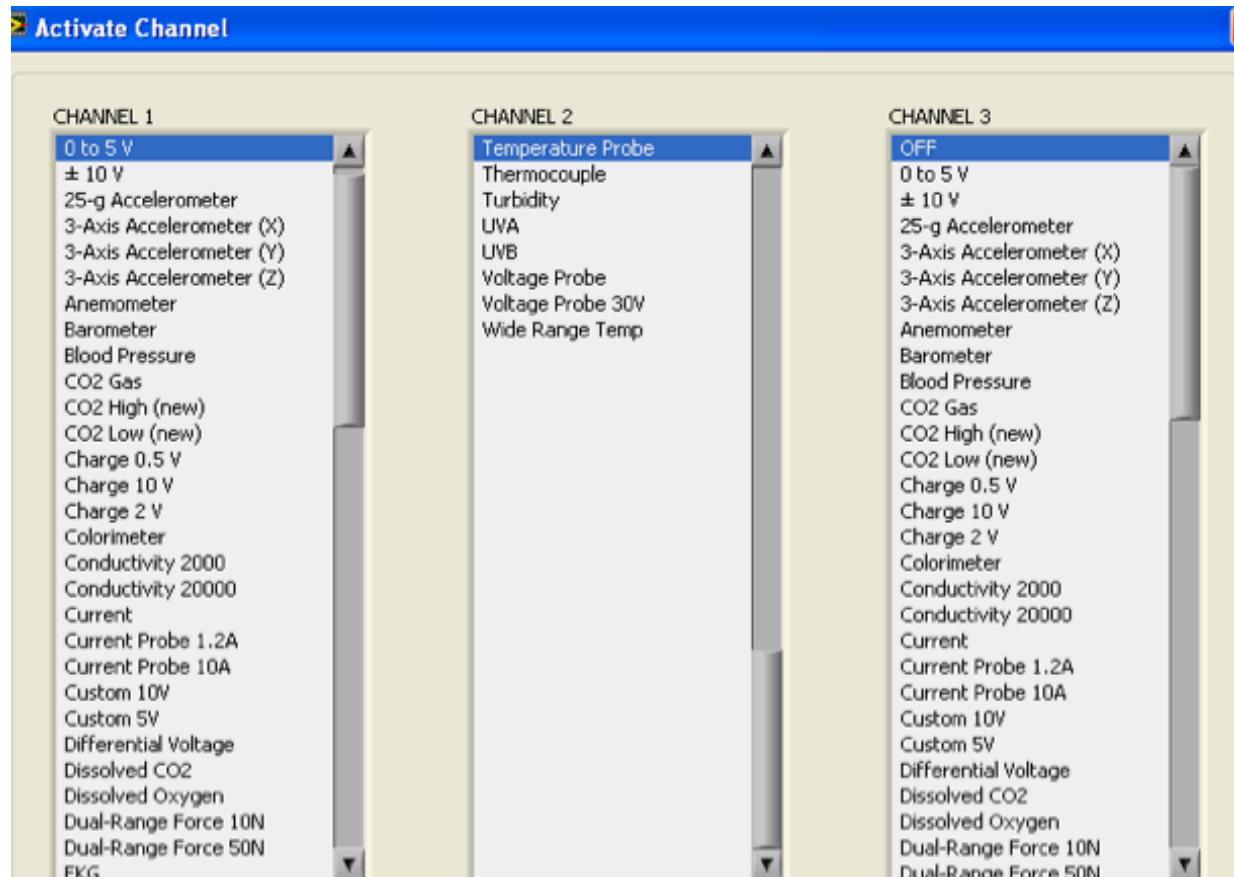 Activate Channel
CHANNEL 1
0 to 5 V
± 10 V
25-g Accelerometer
3-Axis Accelerometer (X)
3-Axis Accelerometer (Y)
3-Axis Accelerometer (Z)
Anemometer
Barometer
Blood Pressure
CO2 Gas
CO2 High (new)
CO2 Low (new)
Charge 0.5 V
Charge 10 V
Charge 2 V
Colorimeter
Conductivity 2000
Conductivity 20000
Current
Current Probe 1.2A
Current Probe 10A
Custom 10V
Custom 5V
Differential Voltage
Dissolved CO2
Dissolved Oxygen
Dual-Range Force 10N
Dual-Range Force 50N
EKG
CHANNEL 2
Temperature Probe
Thermocouple
Turbidity
UVA
UVB
Voltage Probe
Voltage Probe 30V
Wide Range Temp
CHANNEL 3
OFF
0 to 5 V
± 10 V
25-g Accelerometer
3-Axis Accelerometer (X)
3-Axis Accelerometer (Y)
3-Axis Accelerometer (Z)
Anemometer
Barometer
Blood Pressure
CO2 Gas
CO2 High (new)
CO2 Low (new)
Charge 0.5 V
Charge 10 V
Charge 2 V
Colorimeter
Conductivity 2000
Conductivity 20000
Current
Current Probe 1.2A
Current Probe 10A
Custom 10V
Custom 5V
Differential Voltage
Dissolved CO2
Dissolved Oxygen
Dual-Range Force 10N
Dual-Range Force 50N